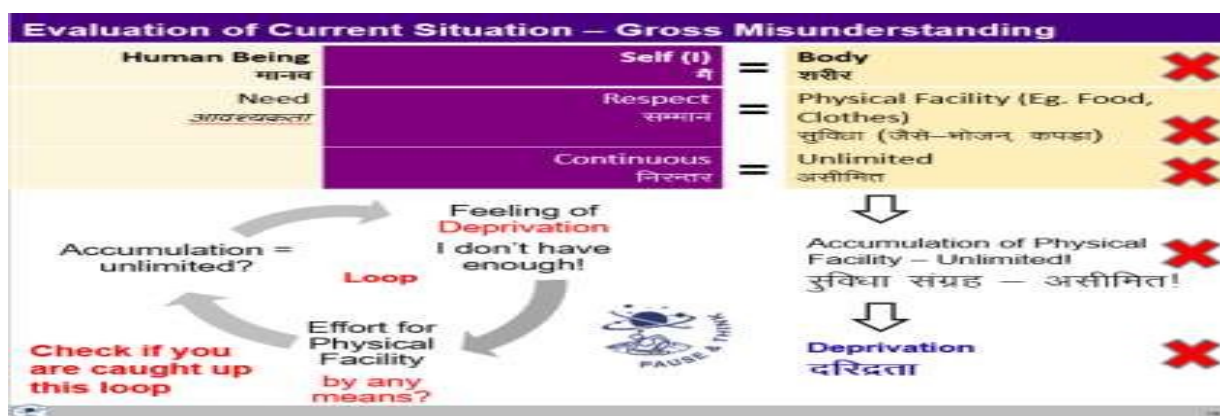 Evaluation of Current Situation – Gross Misunderstanding
Human Being
मानव
Self (I)
मैं
=
Body
शरीर
Need
आवश्यकता
Respect
सम्मान
=
Physical Facility (Eg. Food,
Clothes)
सुविधा (जैसे–भोजन, कपडा)
Continuous
निरन्तर
=
Unlimited
असीमित
Feeling of
Deprivation
I don't have
enough!
Accumulation =
unlimited?
Loop
Effort for
Physical
Facility
by any
means?
Check if you
are caught up
this loop
PAUSE & THINK
Accumulation of Physical
Facility – Unlimited!
सुविधा संग्रह – असीमित!
Deprivation
दरिद्रता